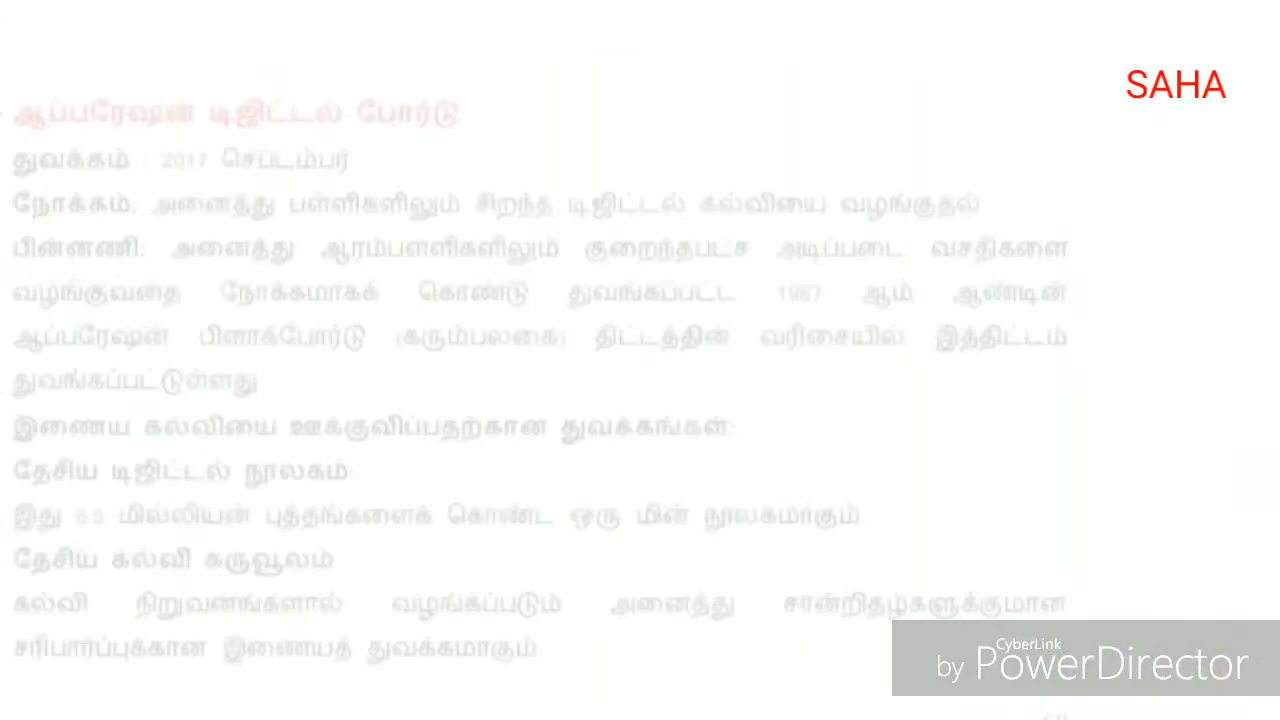 SAHA
ஆப்பரேஷன் டிஜிட்டல் போர்டு
துவக்கம் : 2017 செப்டம்பர்
நோக்கம்: அனைத்து பள்ளிகளிலும் சிறந்த டிஜிட்டல் கல்வியை வழங்குதல்
பின்னணி: அனைத்து ஆரம்பள்ளிகளிலும் குறைந்தபட்ச அடிப்படை வசதிகளை
வழங்குவதை நோக்கமாகக் கொண்டு துவங்கப்பட்ட 1987 ஆம் ஆண்டின்
ஆப்பரேஷன் பிளாக்போர்டு (கரும்பலகை) திட்டத்தின் வரிசையில் இத்திட்டம்
துவங்கப்பட்டுள்ளது
இணைய கல்வியை ஊக்குவிப்பதற்கான துவக்கங்கள்:
தேசிய டிஜிட்டல் நூலகம்:
இது 6.5 மில்லியன் புத்தங்களைக் கொண்ட ஒரு மின் நூலகமாகும்.
தேசிய கல்வி கருவூலம்
கல்வி நிறுவனங்களால் வழங்கப்படும் அனைத்து சான்றிதழ்களுக்குமான
சரிபார்ப்புக்கான இணையத் துவக்கமாகும்
CyberLink
by PowerDirector